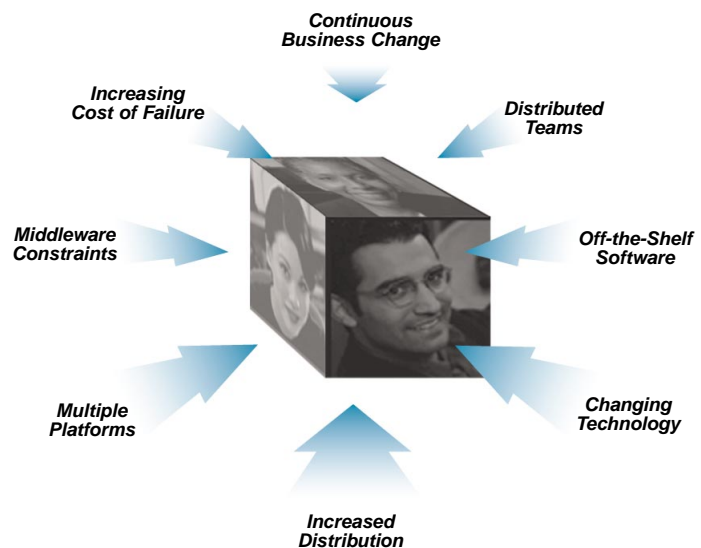 Continuous
Business Change
Increasing
Cost of Failure
Distributed
Teams
Middleware
Constraints
Off-the-Shelf
Software
Multiple
Platforms
Changing
Technology
Increased
Distribution